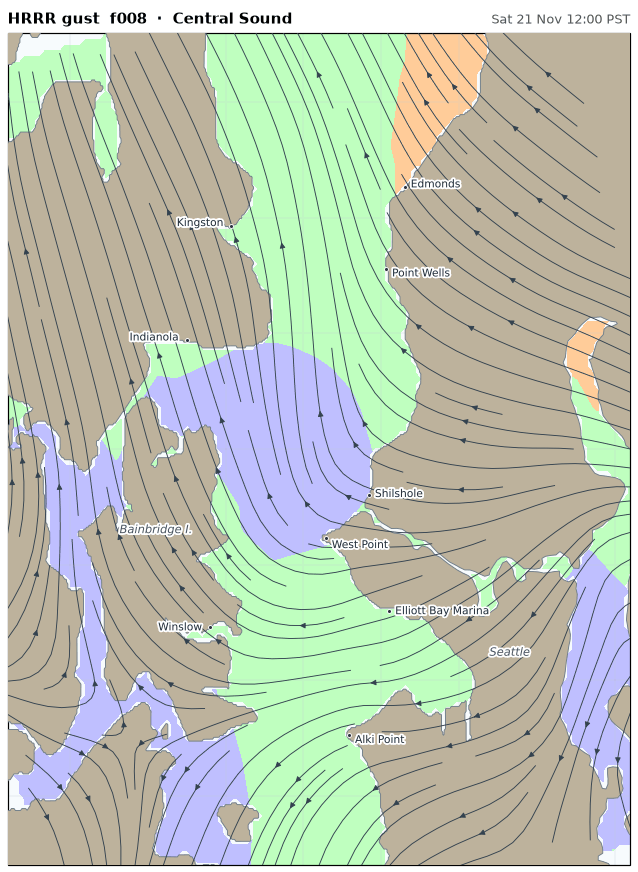 HRRR gust f008 · Central Sound
Sat 21 Nov 12:00 PST
Edmonds
Kingston
Point Wells
Indianola
Shilshole
Bainbridge I.
West Point
Elliott Bay Marina
Winslow
Seattle
Alki Point